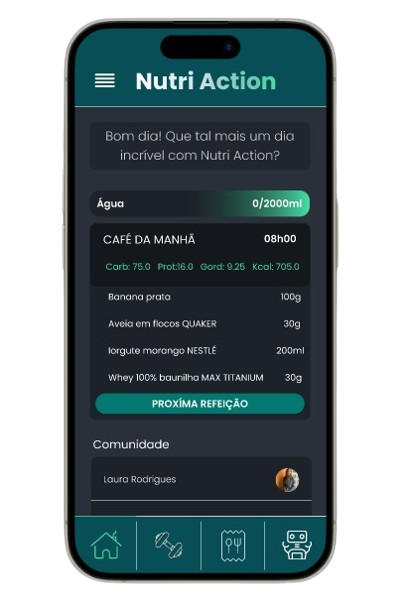 Nutri Action
Bom dia! Que tal mais um dia
incrível com Nutri Action?
Água 0/2000ml
CAFÉ DA MANHÃ 08h00
Carb: 75.0 Prot:16.0 Gord: 9.25 Kcal: 705.0
Banana prata 100g
Aveia em flocos QUAKER 30g
Iorgute morango NESTLÉ 200ml
Whey 100% baunilha MAX TITANIUM 30g
PROXÍMA REFEIÇÃO
Comunidade
Laura Rodrigues